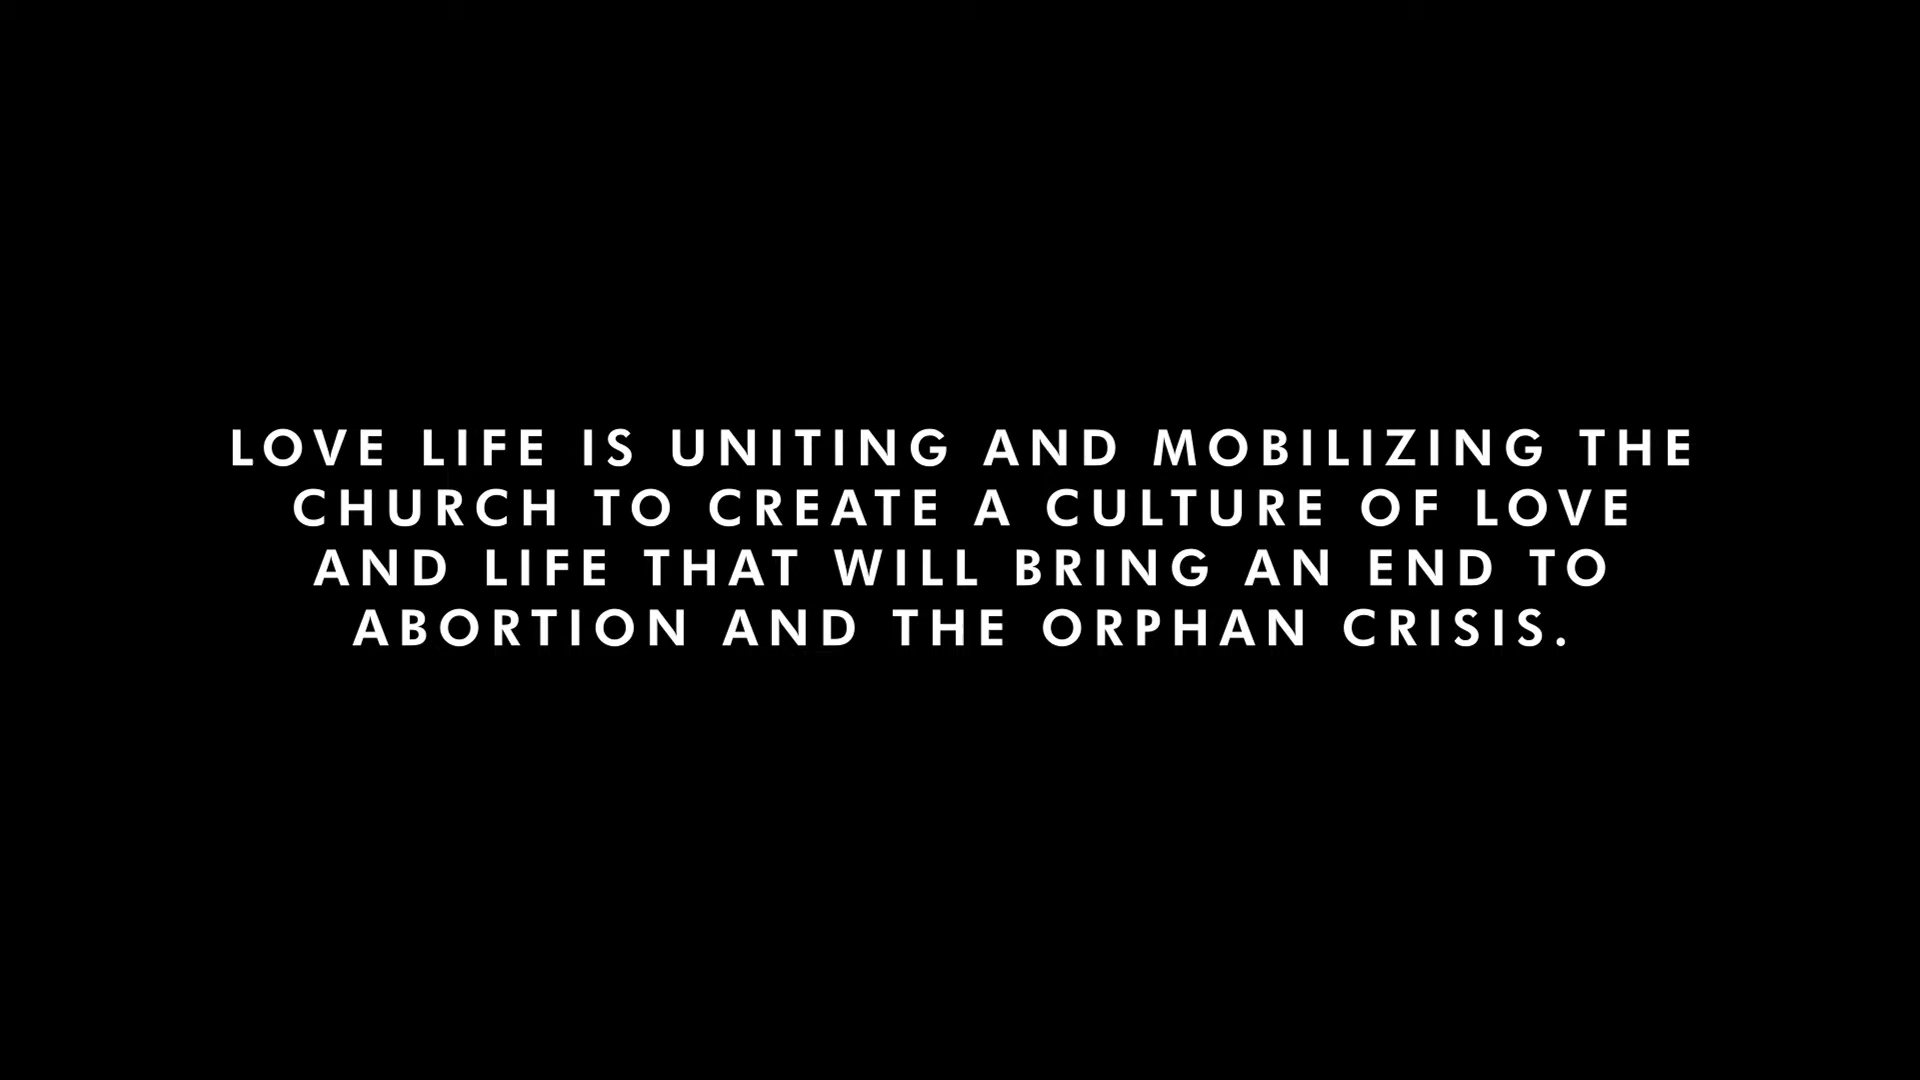 LOVE LIFE IS UNITING AND MOBILIZING THE
CHURCH TO CREATE A CULTURE OF LOVE
AND LIFE THAT WILL BRING AN END TO
ABORTION AND THE ORPHAN CRISIS.